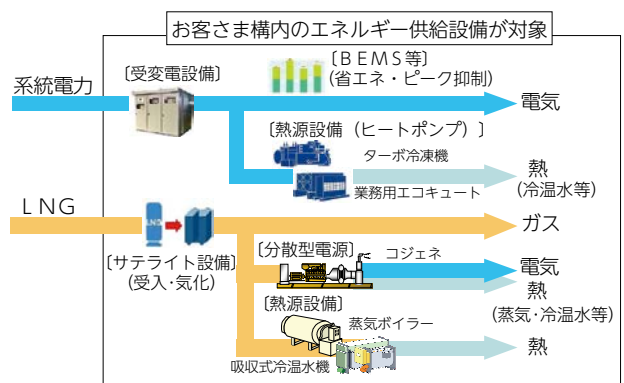 お客さま構内のエネルギー供給設備が対象
〔受変電設備〕
〔ＢＥＭＳ等〕
(省エネ・ピーク抑制)
系統電力
電気
〔熱源設備（ヒートポンプ）〕
ターボ冷凍機
業務用エコキュート
熱
(冷温水等)
ＬＮＧ
LNG
ガス
〔サテライト設備〕
(受入･気化)
〔分散型電源〕
コジェネ
電気
熱
(蒸気･冷温水等)
〔熱源設備〕
蒸気ボイラー
吸収式冷温水機
熱